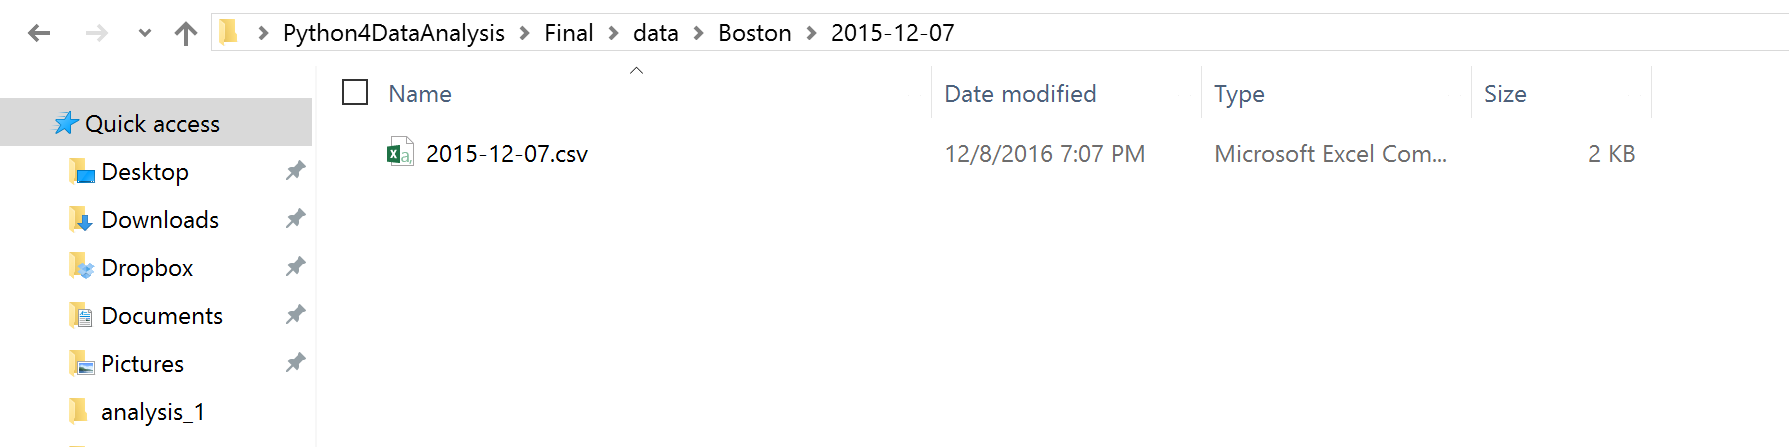 Python4DataAnalysis Final data Boston 2015-12-07
Name Date modified Type Size
Quick access
2015-12-07.csv 12/8/2016 7:07 PM Microsoft Excel Com... 2 KB
Desktop
Downloads
Dropbox
Documents
Pictures
analysis_1